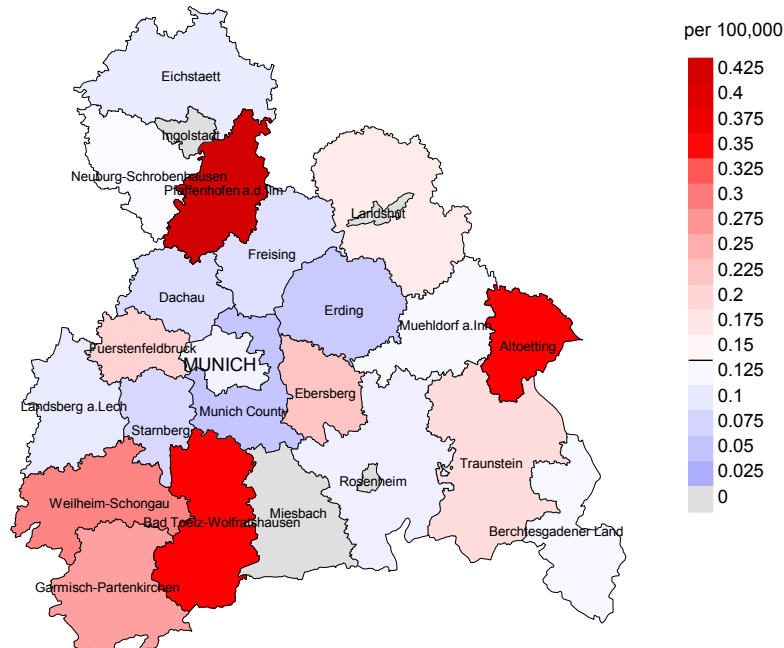 per 100,000
0.425
0.4
0.375
0.35
0.325
0.3
0.275
0.25
0.225
0.2
0.175
0.15
0.125
0.1
0.075
0.05
0.025
0
Eichstaett
Ingolstadt
Neuburg-Schrobenhausen
Pfaffenhofen a.d.Ilm
Landshut
Freising
Dachau
Erding
Muehldorf a.Inn
Altoetting
Fuerstenfeldbruck
MUNICH
Ebersberg
Landsberg a.Lech
Munich County
Starnberg
Traunstein
Rosenheim
Weilheim-Schongau
Miesbach
Bad Toelz-Wolfratshausen
Berchtesgadener Land
Garmisch-Partenkirchen